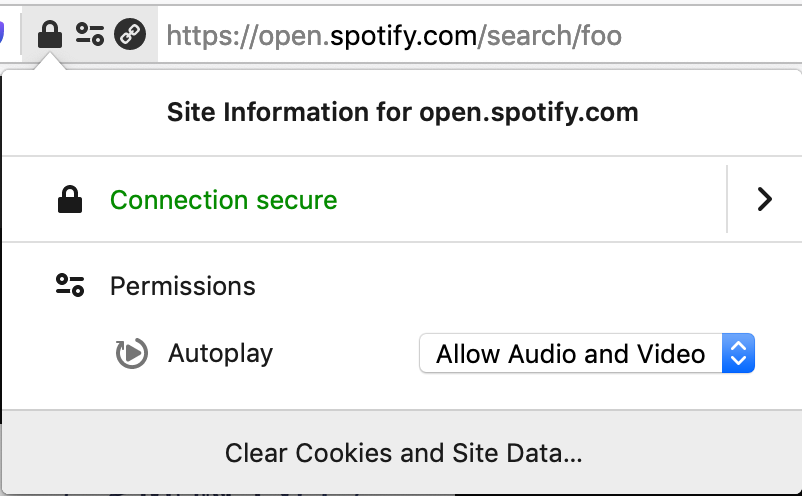 https://open.spotify.com/search/foo
Site Information for open.spotify.com
Connection secure
Permissions
Autoplay
Allow Audio and Video
Clear Cookies and Site Data...